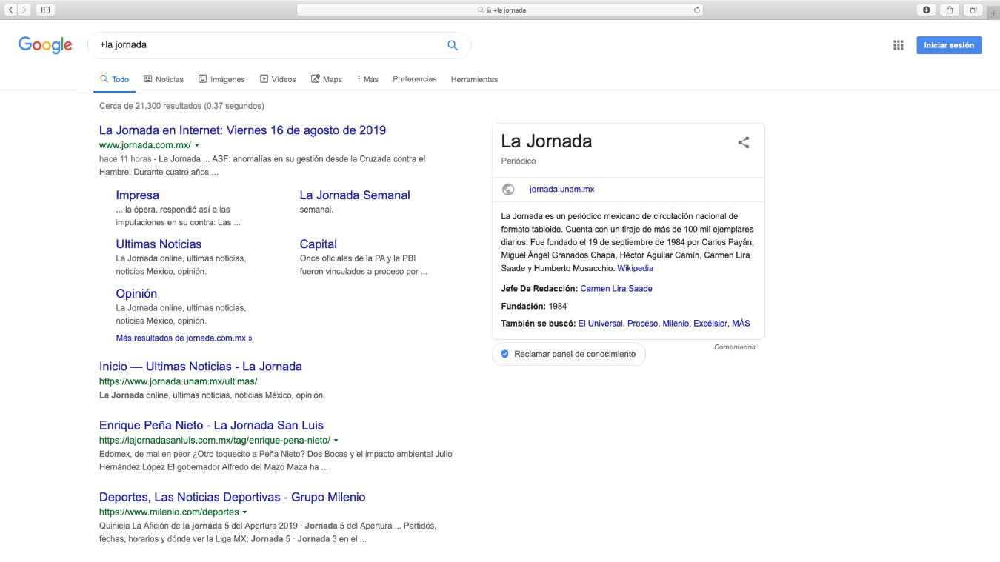 +la jornada
Google
+la jornada
Iniciar sesión
Todo
Noticias
Imágenes
Vídeos
Maps
Más
Preferencias
Herramientas
Cerca de 21,300 resultados (0.37 segundos)
La Jornada en Internet: Viernes 16 de agosto de 2019
www.jornada.com.mx/
hace 11 horas - La Jornada ... ASF: anomalías en su gestión desde la Cruzada contra el
Hambre. Durante cuatro años ...
Impresa
... la ópera, respondió así a las
imputaciones en su contra: Las ...
La Jornada Semanal
semanal.
Ultimas Noticias
La Jornada online, ultimas noticias,
noticias México, opinión.
Capital
Once oficiales de la PA y la PBI
fueron vinculados a proceso por ...
Opinión
La Jornada online, ultimas noticias,
noticias México, opinión.
Más resultados de jornada.com.mx »
Inicio — Ultimas Noticias - La Jornada
https://www.jornada.unam.mx/ultimas/
La Jornada online, ultimas noticias, noticias México, opinión.
Enrique Peña Nieto - La Jornada San Luis
https://lajornadasanluis.com.mx/tag/enrique-pena-nieto/
Edomex, de mal en peor ¿Otro toquecito a Peña Nieto? Dos Bocas y el impacto ambiental Julio
Hernández López El gobernador Alfredo del Mazo Maza ha ...
Deportes, Las Noticias Deportivas - Grupo Milenio
https://www.milenio.com/deportes
Quiniela La Afición de la jornada 5 del Apertura 2019 · Jornada 5 del Apertura ... Partidos,
fechas, horarios y dónde ver la Liga MX; Jornada 5 · Jornada 3 en el ...
La Jornada
Periódico
jornada.unam.mx
La Jornada es un periódico mexicano de circulación nacional de
formato tabloide. Cuenta con un tiraje de más de 100 mil ejemplares
diarios. Fue fundado el 19 de septiembre de 1984 por Carlos Payán,
Miguel Ángel Granados Chapa, Héctor Aguilar Camín, Carmen Lira
Saade y Humberto Musacchio. Wikipedia
Jefe De Redacción: Carmen Lira Saade
Fundación: 1984
También se buscó: El Universal, Proceso, Milenio, Excélsior, MÁS
Comentarios
Reclamar panel de conocimiento